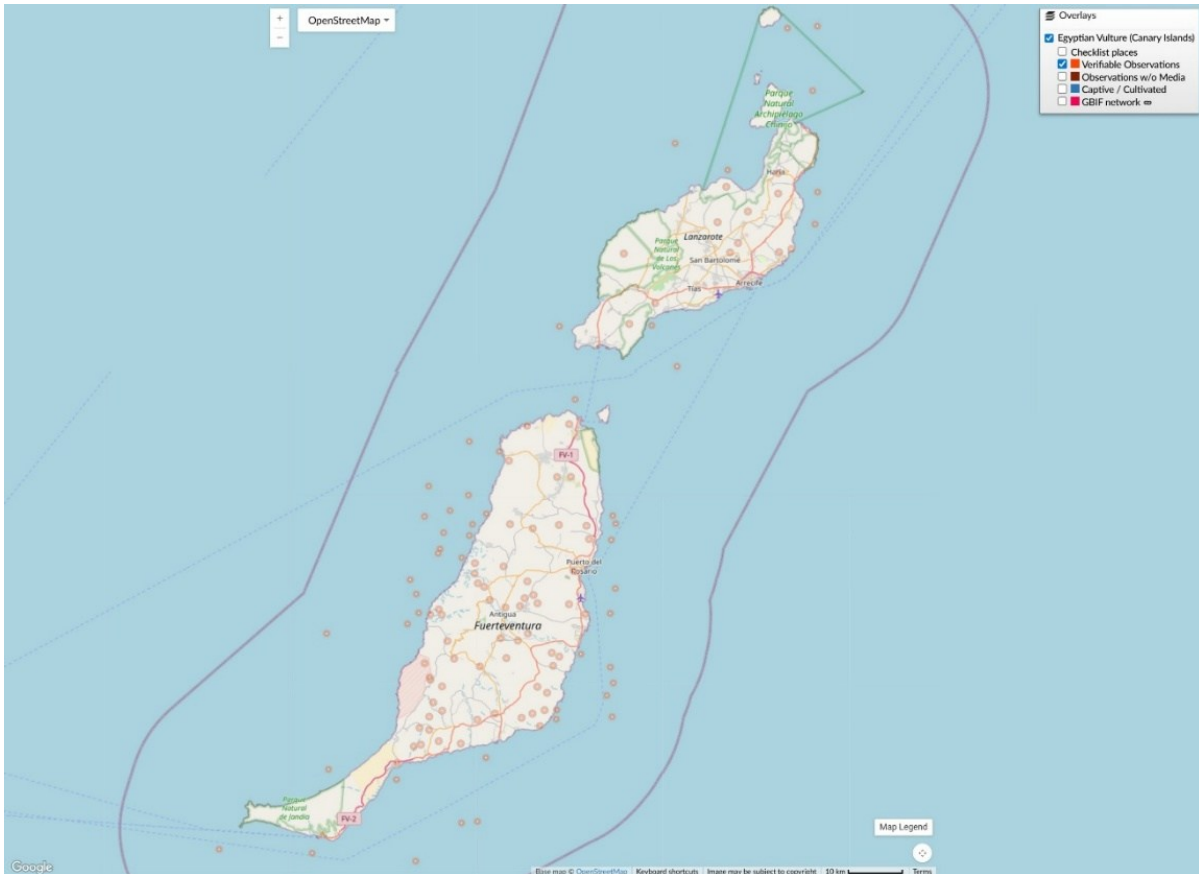 +
−
OpenStreetMap
Overlays
Egyptian Vulture (Canary Islands)
Checklist places
Verifiable Observations
Observations w/o Media
Captive / Cultivated
GBIF network
Parque
Natural
Archipiélago
Chinijo
Haría
Lanzarote
Parque
Natural
de Los
Volcanes
San Bartolomé
Arrecife
Tías
FV-1
Puerto del
Rosario
Antigua
Fuerteventura
Parque
Natural
de Jandía
FV-2
Map Legend
Google
Base map © OpenStreetMap
Keyboard shortcuts
Image may be subject to copyright
10 km
Terms